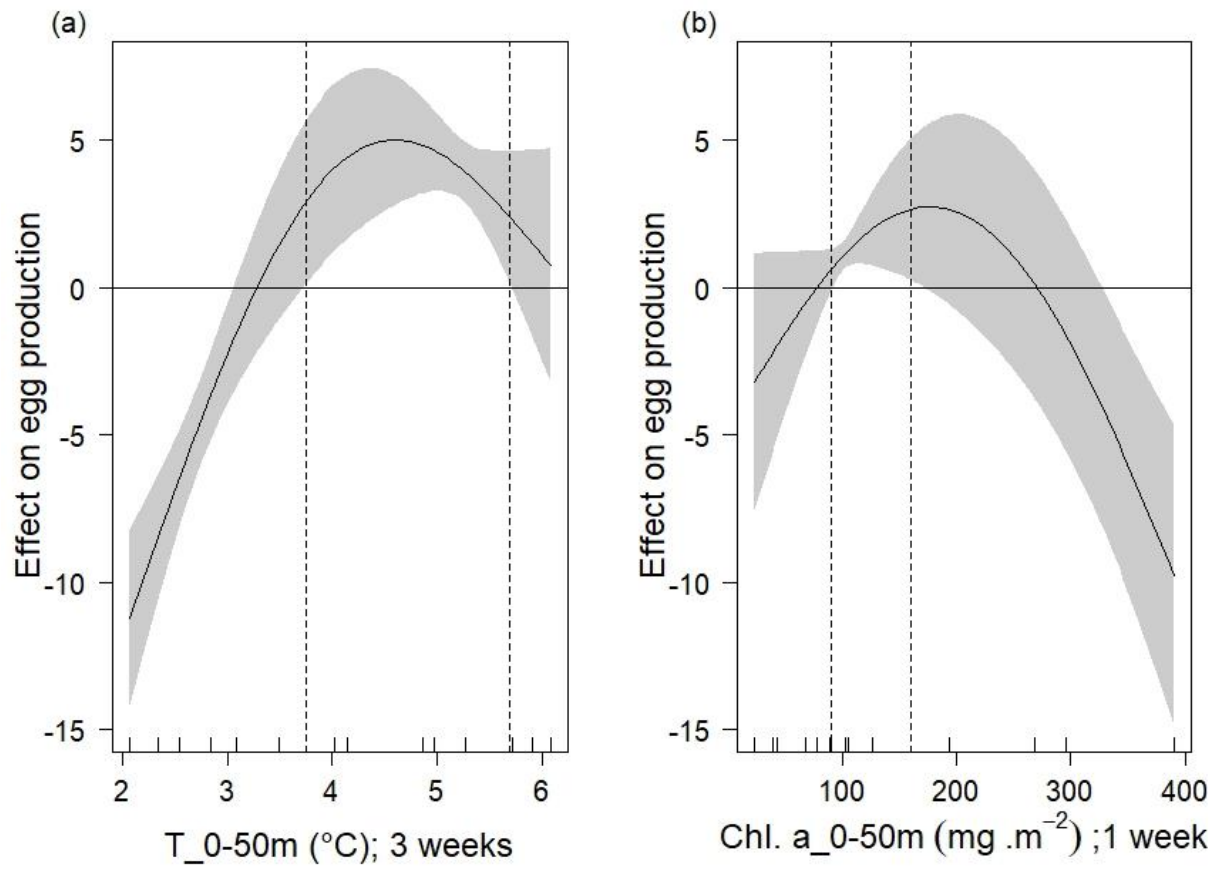 (a)
Effect on egg production
5
0
-5
-10
-15
2 3 4 5 6
T_0-50m (°C); 3 weeks
(b)
Effect on egg production
5
0
-5
-10
-15
100 200 300 400
Chl. a_0-50m (mg .m⁻²) ;1 week